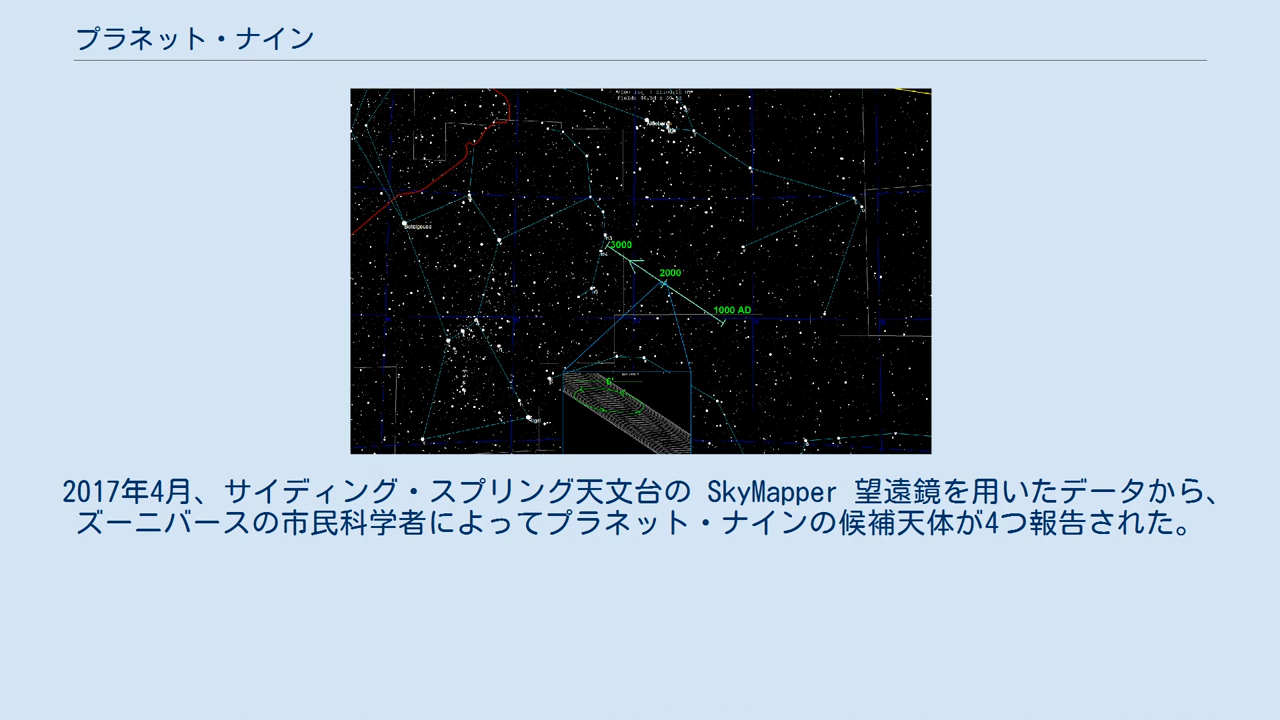 プラネット・ナイン
3000
2000
1000 AD
6'
2017年4月、サイディング・スプリング天文台の SkyMapper 望遠鏡を用いたデータから、
ズーニバースの市民科学者によってプラネット・ナインの候補天体が4つ報告された。